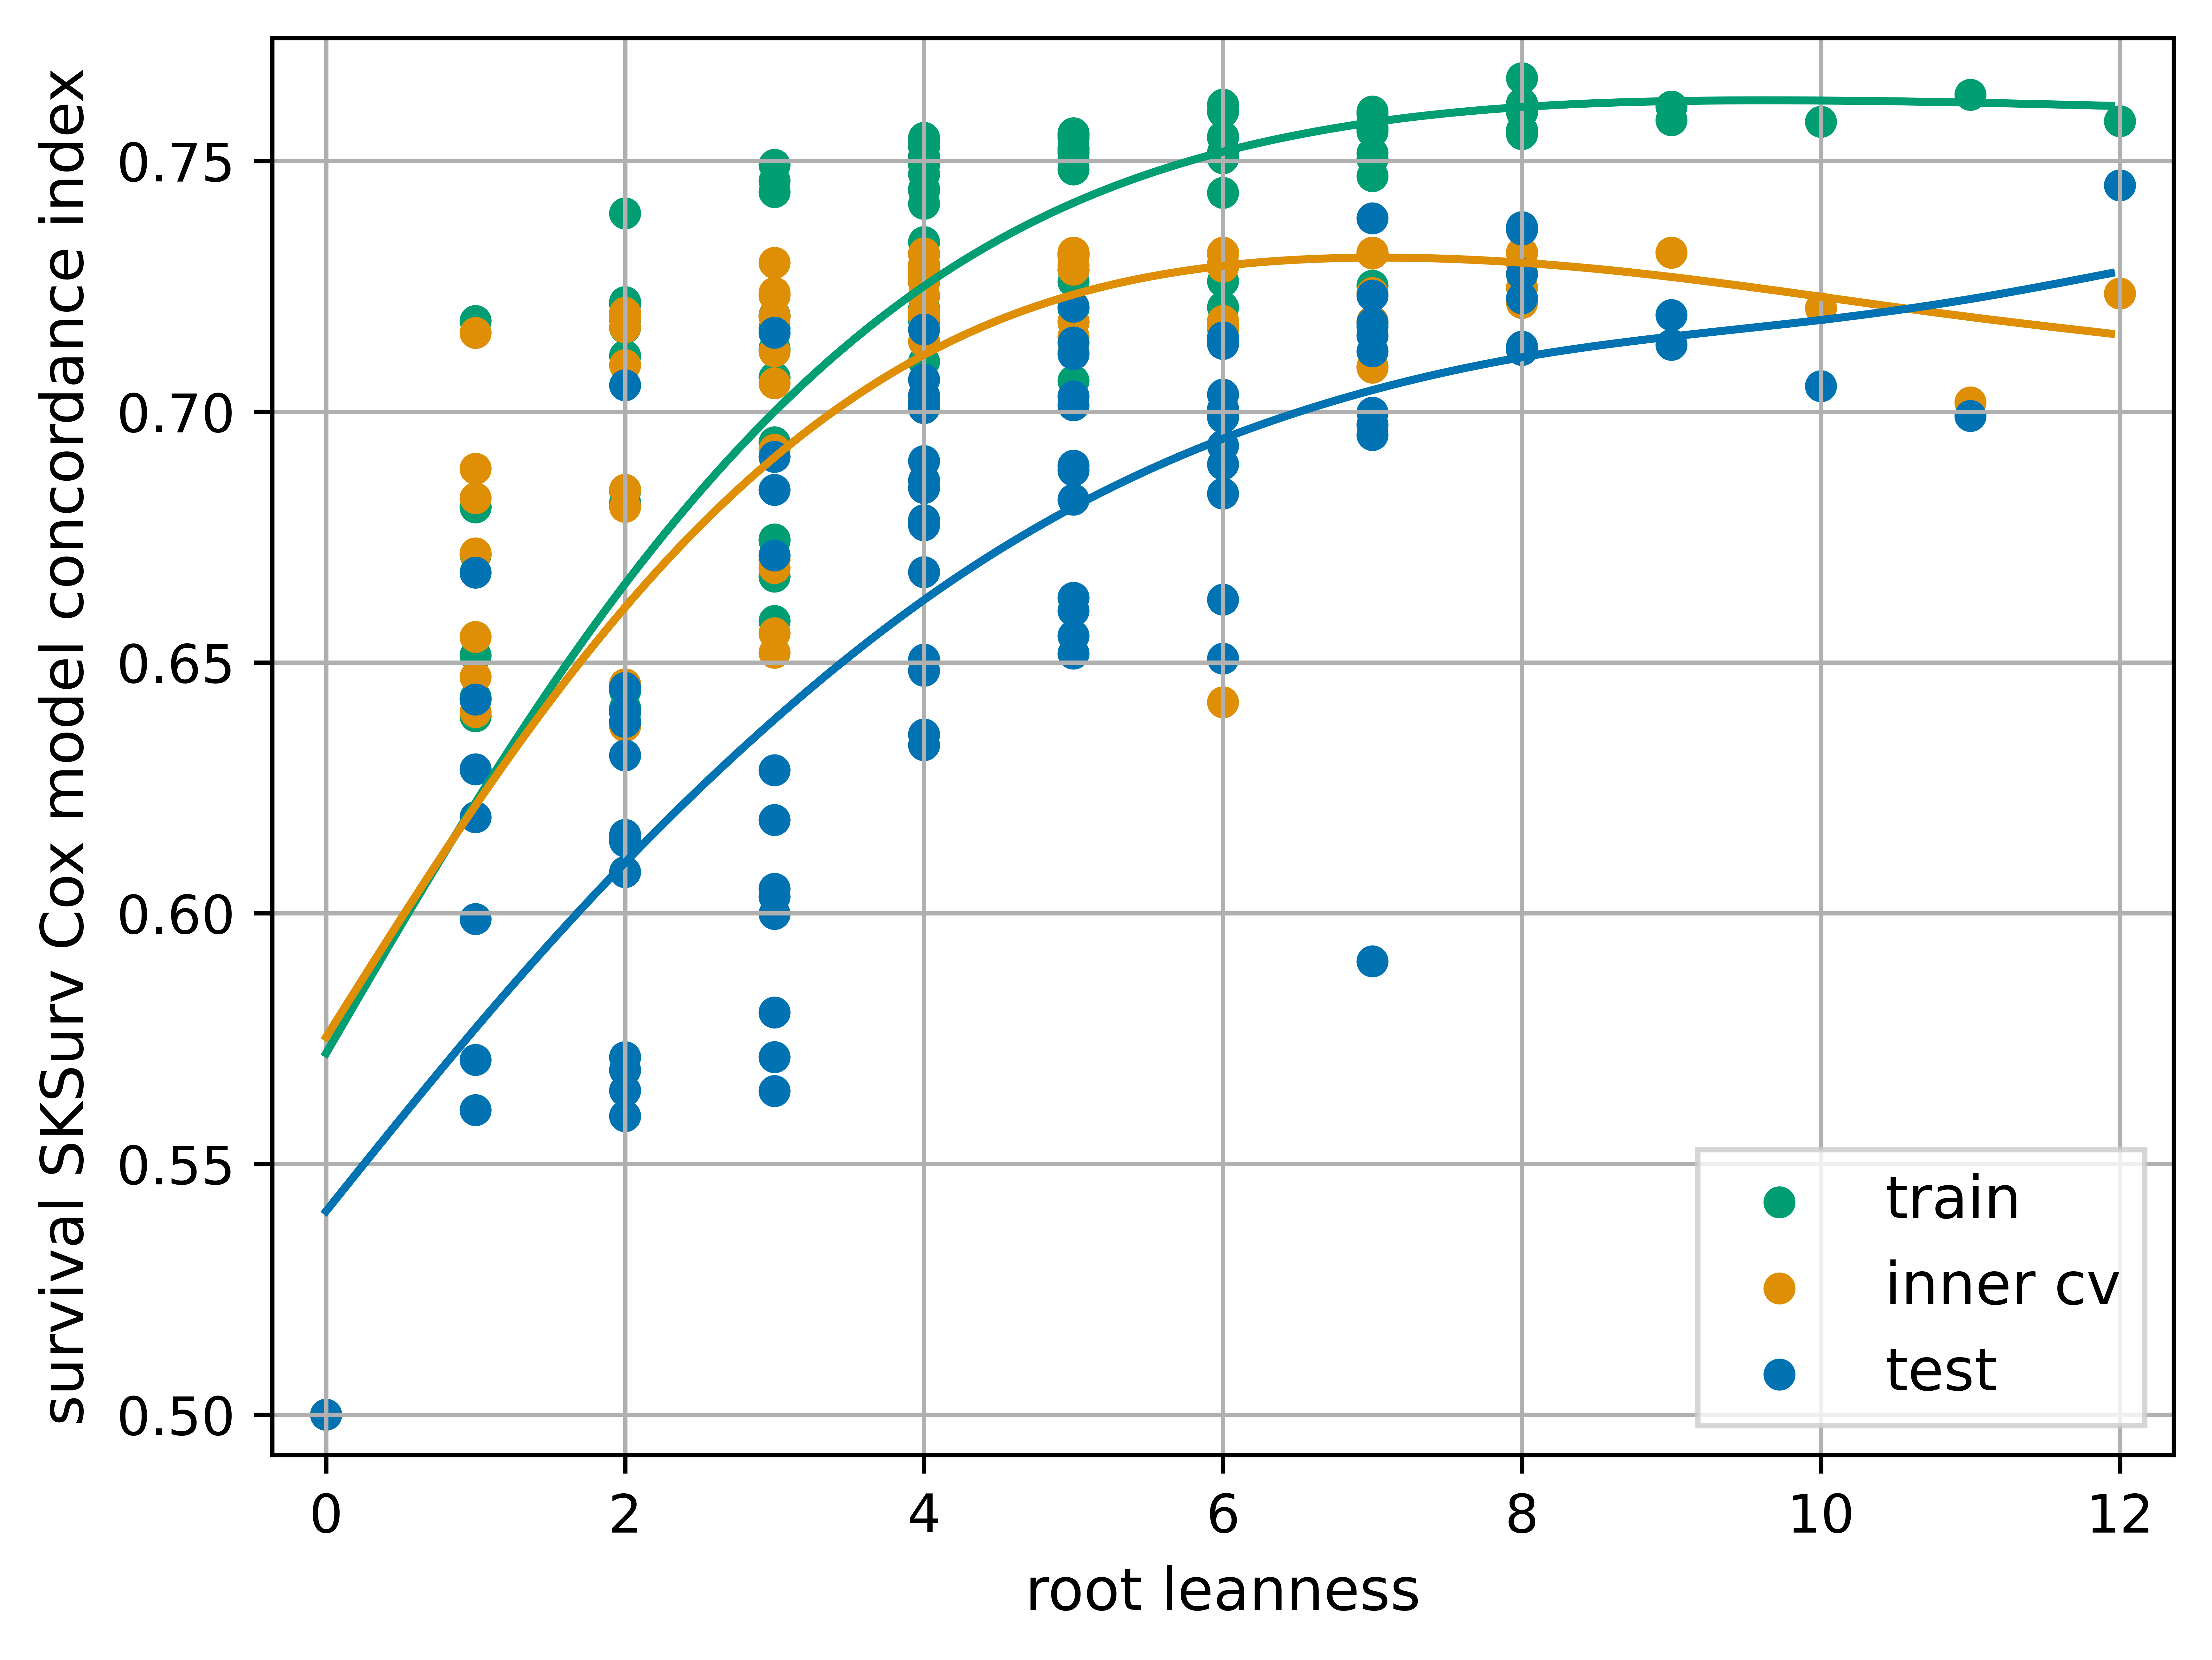 survival SKSurv Cox model concordance index
0.75
0.70
0.65
0.60
0.55
0.50
0 2 4 6 8 10 12
root leanness
train
inner cv
test